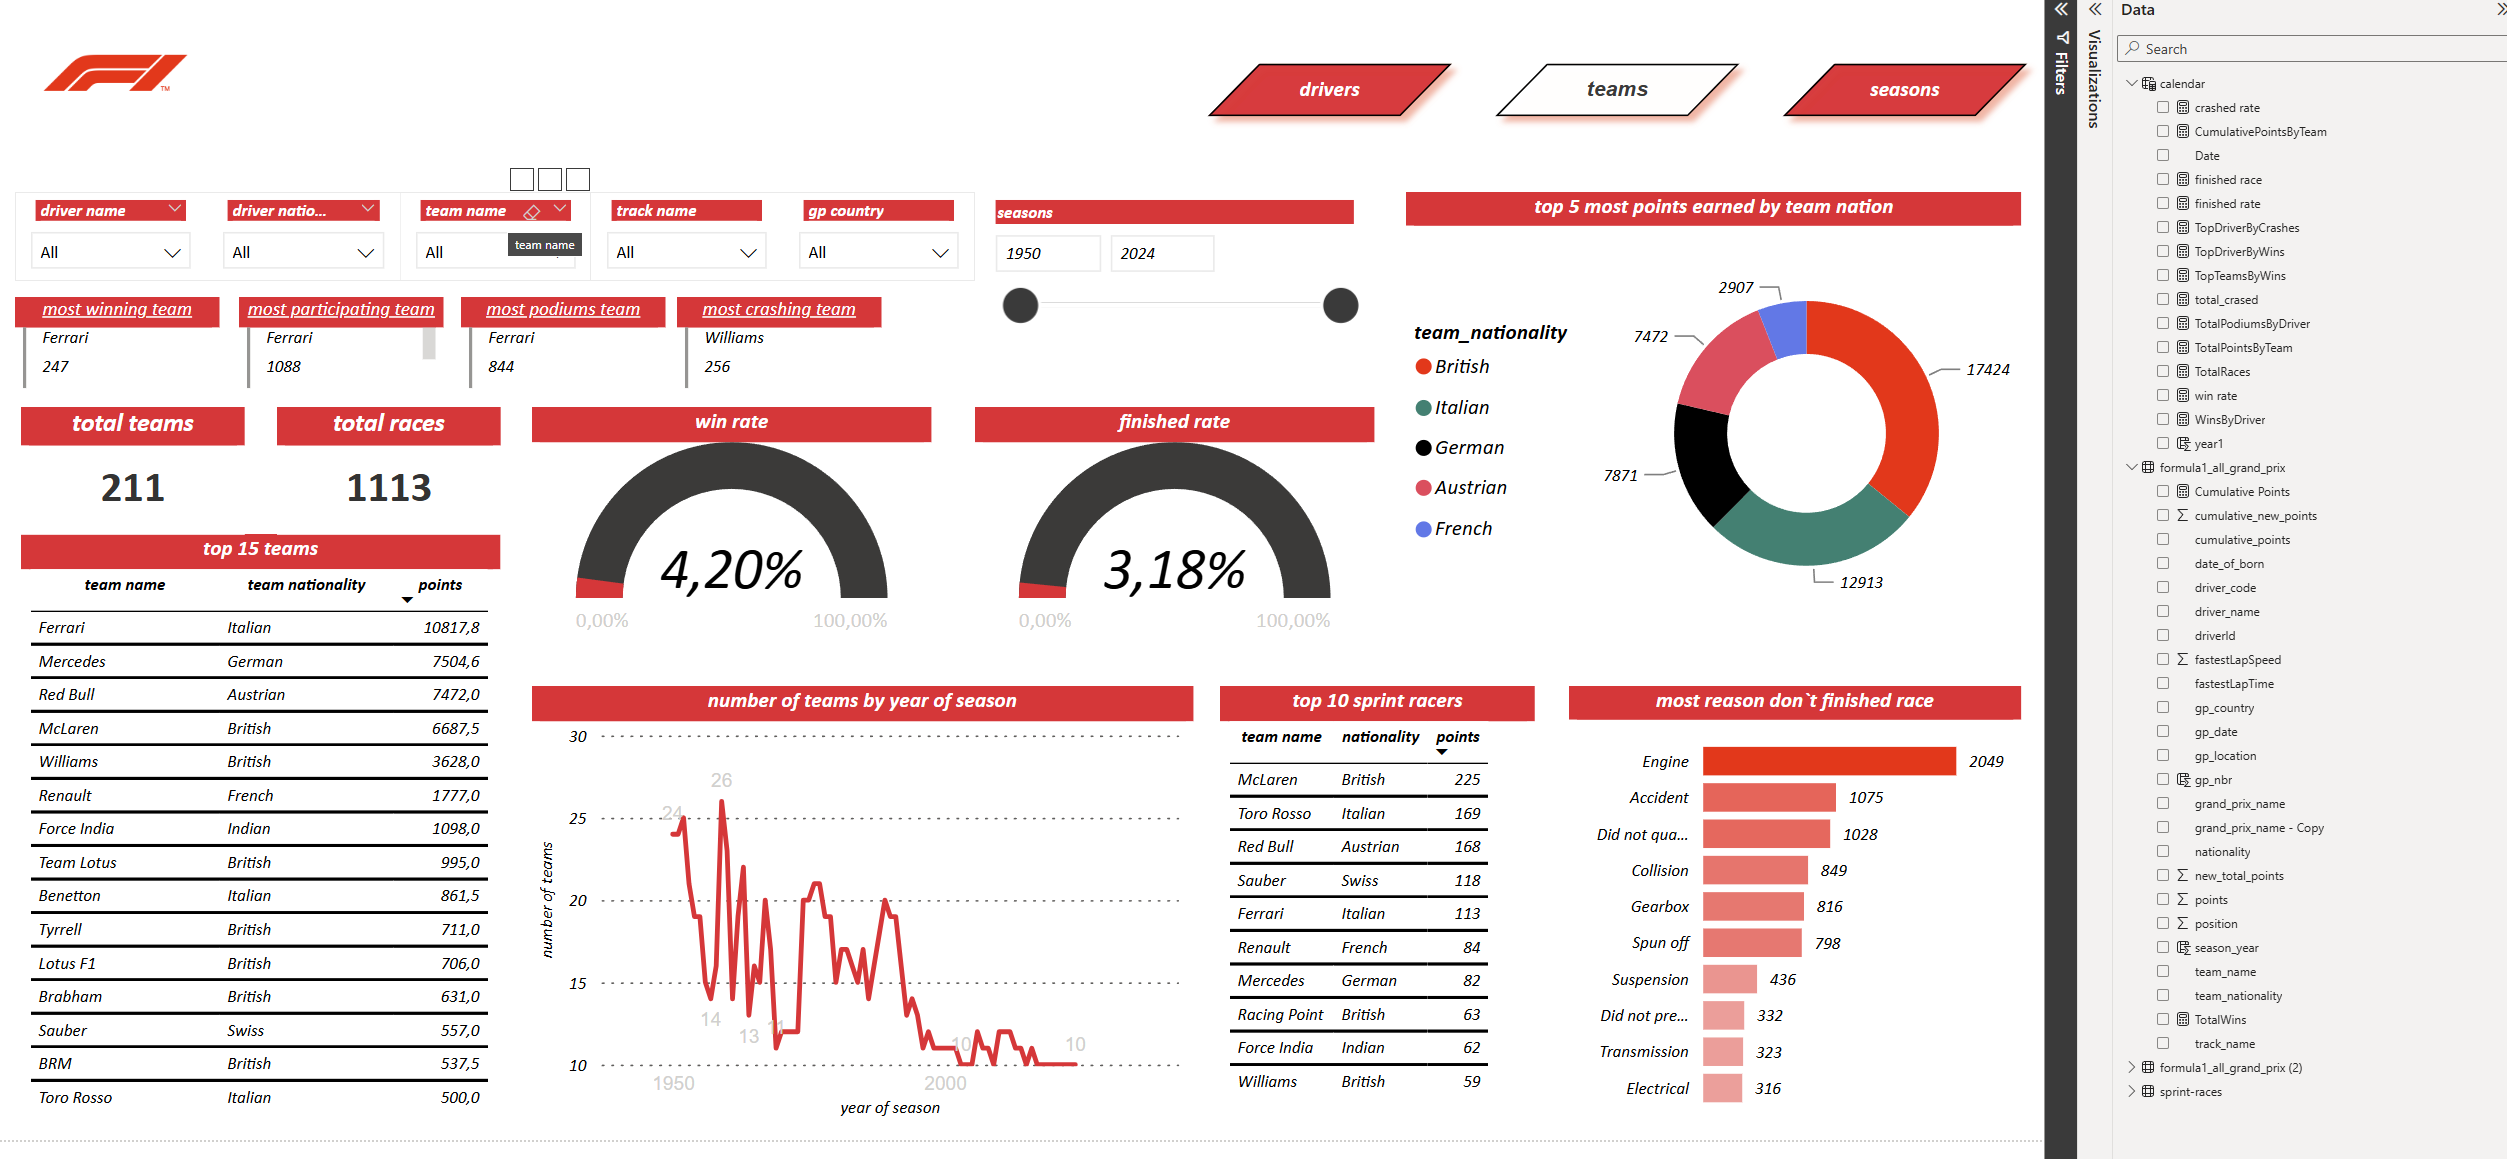 TM
drivers
teams
seasons
driver name
driver natio...
team name
track name
gp country
All
All
All
team name
All
All
seasons
1950
2024
most winning team
Ferrari
247
most participating team
Ferrari
1088
most podiums team
Ferrari
844
most crashing team
Williams
256
total teams
211
total races
1113
win rate
4,20%
0,00%
100,00%
finished rate
3,18%
0,00%
100,00%
top 5 most points earned by team nation
team_nationality
British
Italian
German
Austrian
French
2907
7472
7871
17424
12913
top 15 teams
team name team nationality points
Ferrari Italian 10817,8
Mercedes German 7504,6
Red Bull Austrian 7472,0
McLaren British 6687,5
Williams British 3628,0
Renault French 1777,0
Force India Indian 1098,0
Team Lotus British 995,0
Benetton Italian 861,5
Tyrrell British 711,0
Lotus F1 British 706,0
Brabham British 631,0
Sauber Swiss 557,0
BRM British 537,5
Toro Rosso Italian 500,0
number of teams by year of season
number of teams
30
25
20
15
10
24
26
14
13
11
10
10
1950
2000
year of season
top 10 sprint racers
team name nationality points
McLaren British 225
Toro Rosso Italian 169
Red Bull Austrian 168
Sauber Swiss 118
Ferrari Italian 113
Renault French 84
Mercedes German 82
Racing Point British 63
Force India Indian 62
Williams British 59
most reason don`t finished race
Engine 2049
Accident 1075
Did not qua... 1028
Collision 849
Gearbox 816
Spun off 798
Suspension 436
Did not pre... 332
Transmission 323
Electrical 316
Filters
Visualizations
Data
Search
calendar
crashed rate
CumulativePointsByTeam
Date
finished race
finished rate
TopDriverByCrashes
TopDriverByWins
TopTeamsByWins
total_crased
TotalPodiumsByDriver
TotalPointsByTeam
TotalRaces
win rate
WinsByDriver
year1
formula1_all_grand_prix
Cumulative Points
cumulative_new_points
cumulative_points
date_of_born
driver_code
driver_name
driverId
fastestLapSpeed
fastestLapTime
gp_country
gp_date
gp_location
gp_nbr
grand_prix_name
grand_prix_name - Copy
nationality
new_total_points
points
position
season_year
team_name
team_nationality
TotalWins
track_name
formula1_all_grand_prix (2)
sprint-races